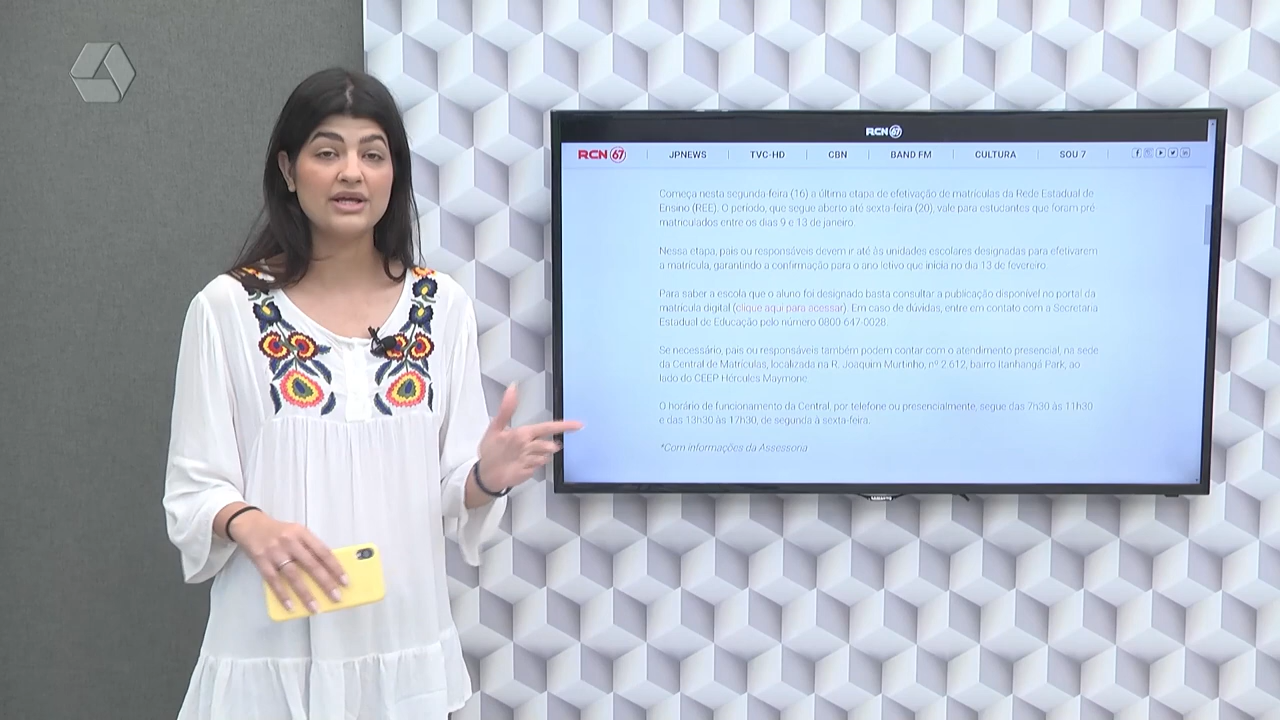 RCN 67
RCN 67 JPNEWS TVC-HD CBN BAND FM CULTURA SOU 7
Começa nesta segunda-feira (16) a última etapa de efetivação de matrículas da Rede Estadual de
Ensino (REE). O período, que segue aberto até sexta-feira (20), vale para estudantes que foram pré
matriculados entre os dias 9 e 13 de janeiro.
Nessa etapa, pais ou responsáveis devem ir até às unidades escolares designadas para efetivarem
a matrícula, garantindo a confirmação para o ano letivo que inicia no dia 13 de fevereiro.
Para saber a escola que o aluno foi designado basta consultar a publicação disponível no portal da
matrícula digital (clique aqui para acessar). Em caso de dúvidas, entre em contato com a Secretaria
Estadual de Educação pelo número 0800-647-0028.
Se necessário, pais ou responsáveis também podem contar com o atendimento presencial, na sede
da Central de Matrículas, localizada na R. Joaquim Murtinho, nº 2.612, bairro Itanhangá Park, ao
lado do CEEP Hércules Maymone.
O horário de funcionamento da Central, por telefone ou presencialmente, segue das 7h30 às 11h30
e das 13h30 às 17h30, de segunda à sexta-feira.
*Com informações da Assessoria
SAMSUNG